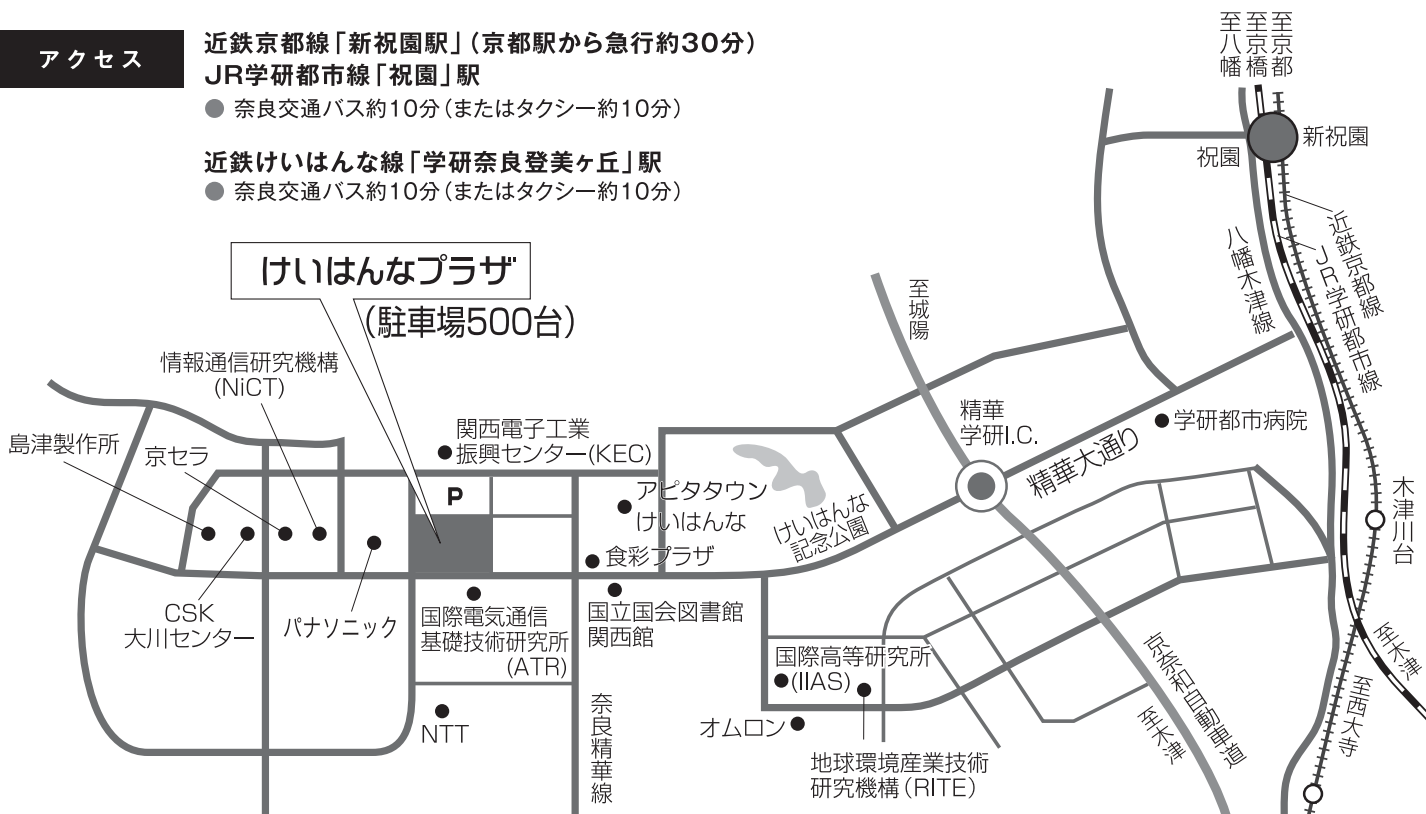 アクセス
近鉄京都線「新祝園駅」(京都駅から急行約30分)
JR学研都市線「祝園」駅
● 奈良交通バス約10分(またはタクシー約10分)
近鉄けいはんな線「学研奈良登美ヶ丘」駅
● 奈良交通バス約10分(またはタクシー約10分)
至八幡
至京橋
至京都
祝園
新祝園
八幡木津線
JR学研都市線
近鉄京都線
けいはんなプラザ
(駐車場500台)
至城陽
情報通信研究機構
(NiCT)
島津製作所
京セラ
関西電子工業
振興センター(KEC)
P
アピタタウン
けいはんな
食彩プラザ
けいはんな
記念公園
精華
学研I.C.
精華大通り
学研都市病院
木津川台
CSK
大川センター
パナソニック
国際電気通信
基礎技術研究所
(ATR)
国立国会図書館
関西館
NTT
奈良精華線
国際高等研究所
(IIAS)
オムロン
地球環境産業技術
研究機構(RITE)
京奈和自動車道
至木津
至木津
至西大寺